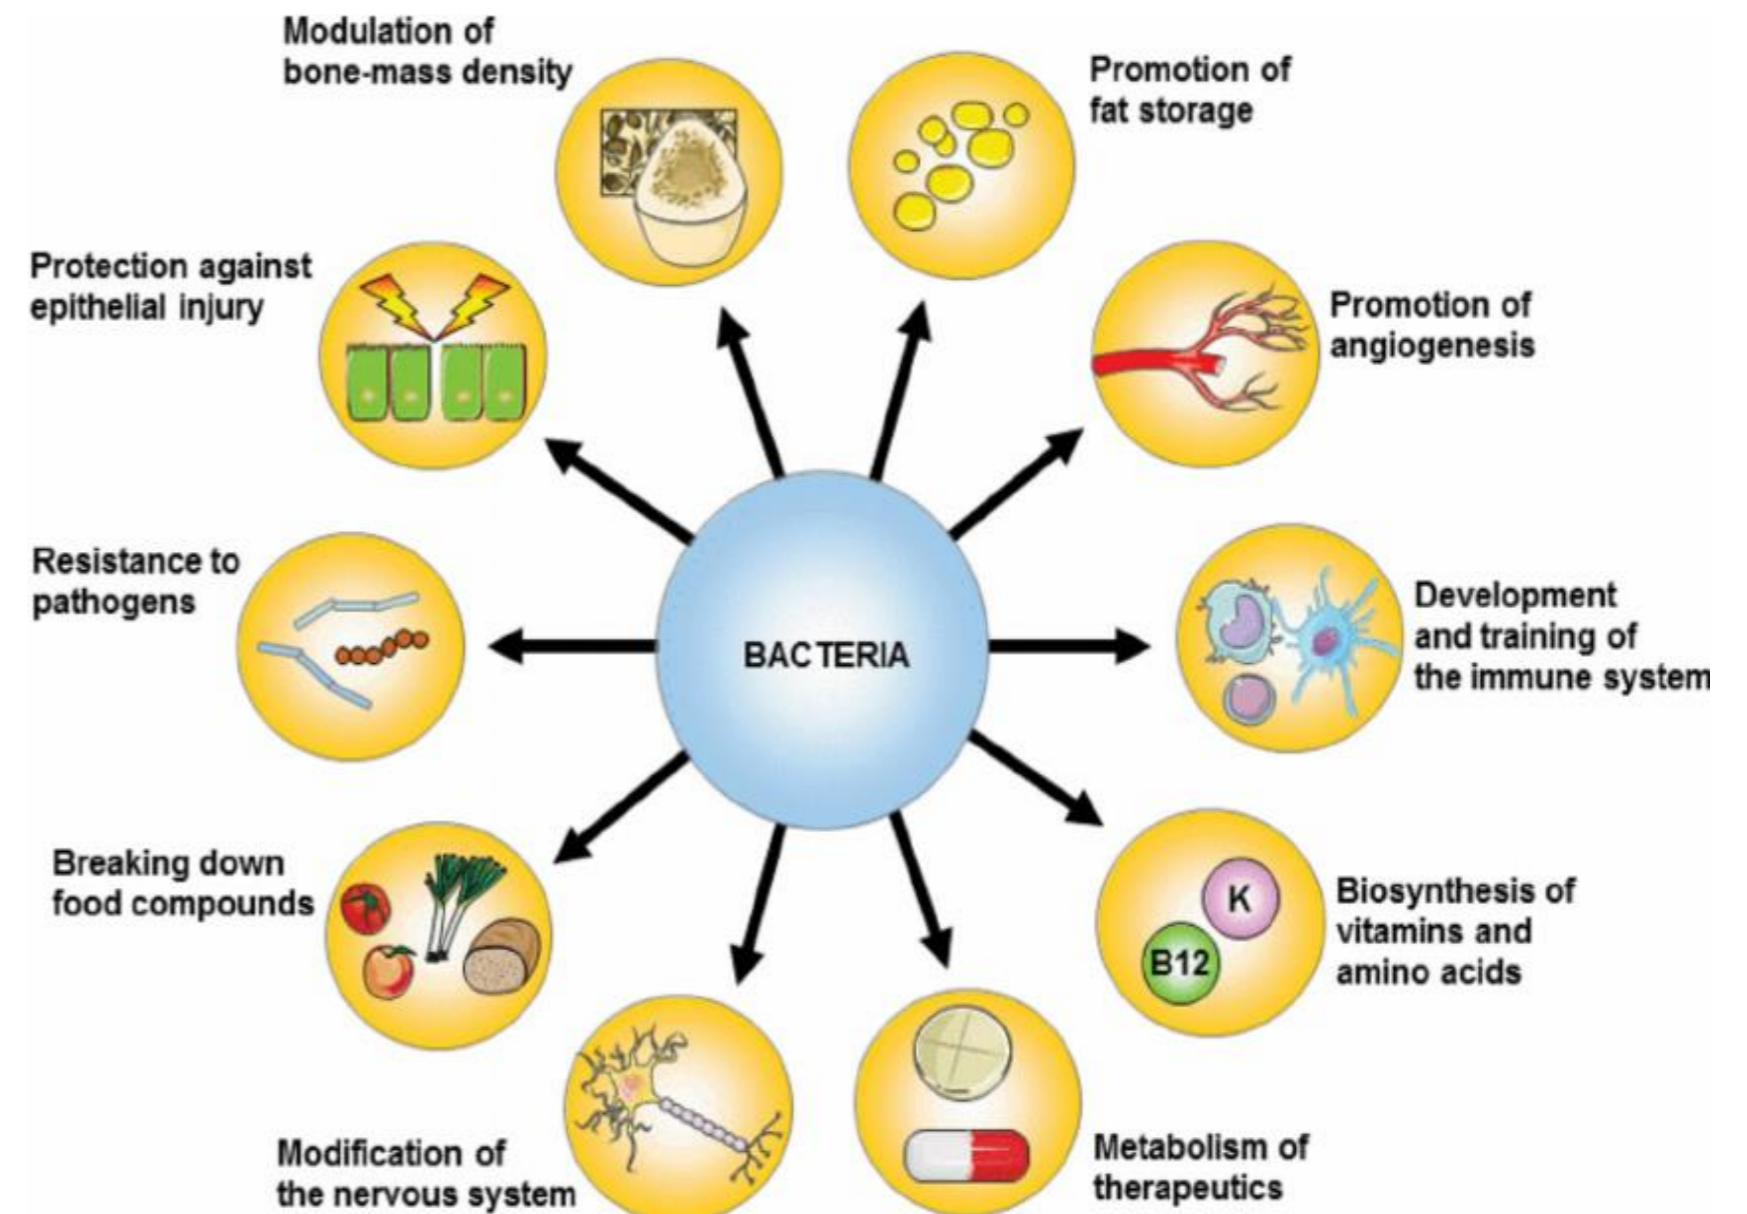 Modulation of
bone-mass density
Promotion of
fat storage
Protection against
epithelial injury
Promotion of
angiogenesis
Resistance to
pathogens
BACTERIA
Development
and training of
the immune system
Breaking down
food compounds
K
B12
Biosynthesis of
vitamins and
amino acids
Modification of
the nervous system
Metabolism of
therapeutics